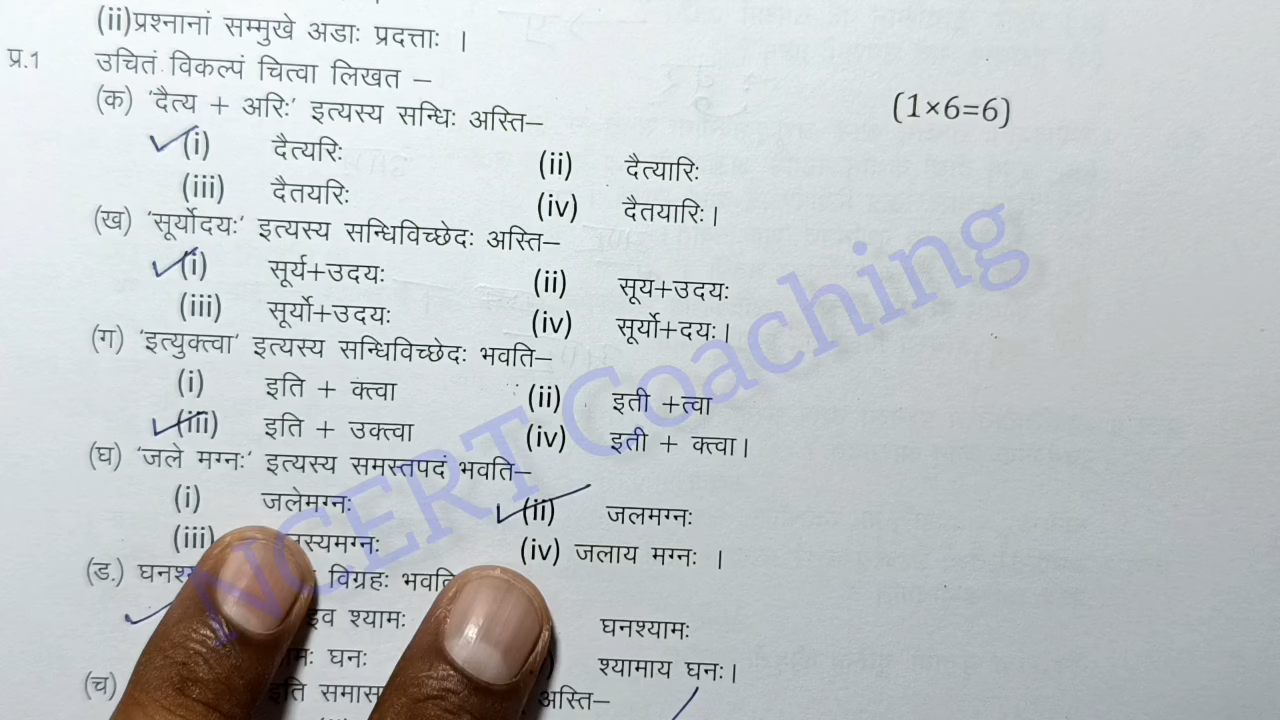 (ii)प्रश्नानां सम्मुखे अडाः प्रदत्ताः ।
प्र.1 उचितं विकल्पं चित्वा लिखत – (1×6=6)
(क) 'दैत्य + अरिः' इत्यस्य सन्धिः अस्ति–
(i) दैत्यरिः (ii) दैत्यारिः
(iii) दैतयरिः (iv) दैतयारिः।
(ख) 'सूर्योदयः' इत्यस्य सन्धिविच्छेदः अस्ति–
(i) सूर्य+उदयः (ii) सूय+उदयः
(iii) सूर्यो+उदयः (iv) सूर्यो+दयः।
(ग) 'इत्युक्त्वा' इत्यस्य सन्धिविच्छेदः भवति–
(i) इति + क्त्वा (ii) इती +त्वा
(iii) इति + उक्त्वा (iv) इती + क्त्वा।
(घ) 'जले मग्नः' इत्यस्य समस्तपदं भवति–
(i) जलेमग्नः (ii) जलमग्नः
(iii) (iv) जलाय मग्नः ।
(ड.) विग्रहः
इव श्यामः घनश्यामः
घनः श्यामाय घनः।
(च) इति अस्ति–
NCERT Coaching